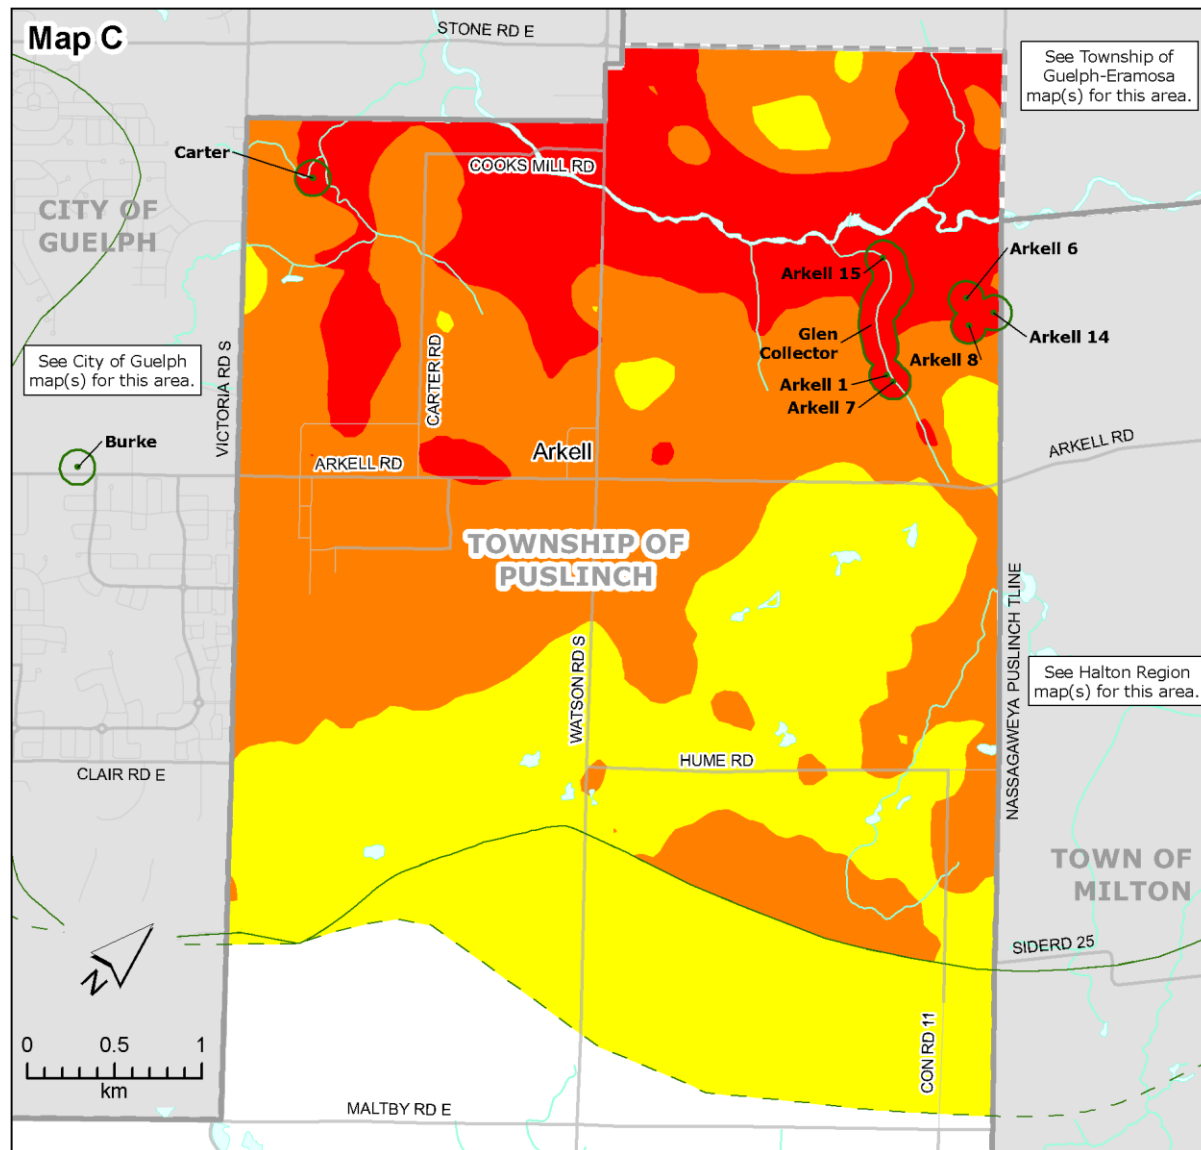 Map C
STONE RD E
See Township of
Guelph-Eramosa
map(s) for this area.
Carter
COOKS MILL RD
CITY OF
GUELPH
Arkell 6
Arkell 15
Arkell 14
Glen
Collector
Arkell 8
Arkell 1
Arkell 7
See City of Guelph
map(s) for this area.
VICTORIA RD S
CARTER RD
Burke
Arkell
ARKELL RD
ARKELL RD
TOWNSHIP OF
PUSLINCH
NASSAGAWEYA PUSLINCH TLINE
WATSON RD S
See Halton Region
map(s) for this area.
HUME RD
CLAIR RD E
TOWN OF
MILTON
SIDERD 25
N
0 0.5 1
km
CON RD 11
MALTBY RD E